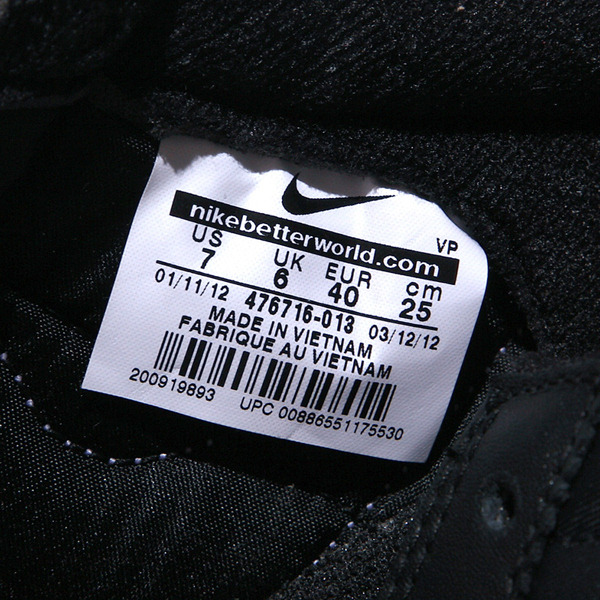 nikebetterworld.com
VP
US UK EUR cm
7 6 40 25
01/11/12 476716-013 03/12/12
MADE IN VIETNAM
FABRIQUE AU VIETNAM
200919893 UPC 00886551175530